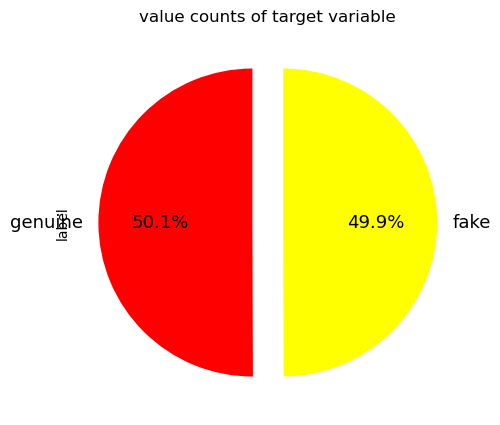 value counts of target variable
genuine
label
50.1%
49.9%
fake